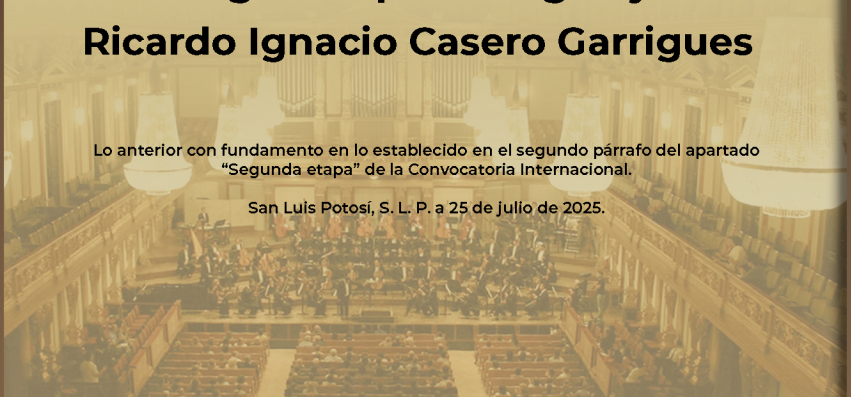 Ricardo Ignacio Casero Garrigues
Lo anterior con fundamento en lo establecido en el segundo párrafo del apartado
“Segunda etapa” de la Convocatoria Internacional.
San Luis Potosí, S. L. P. a 25 de julio de 2025.